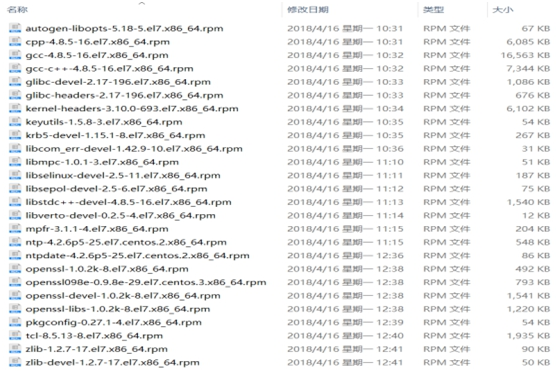 名称 修改日期 类型 大小
autogen-libopts-5.18-5.el7.x86_64.rpm 2018/4/16 星期一 10:31 RPM 文件 67 KB
cpp-4.8.5-16.el7.x86_64.rpm 2018/4/16 星期一 10:31 RPM 文件 6,085 KB
gcc-4.8.5-16.el7.x86_64.rpm 2018/4/16 星期一 10:32 RPM 文件 16,563 KB
gcc-c++-4.8.5-16.el7.x86_64.rpm 2018/4/16 星期一 10:32 RPM 文件 7,344 KB
glibc-devel-2.17-196.el7.x86_64.rpm 2018/4/16 星期一 10:33 RPM 文件 1,086 KB
glibc-headers-2.17-196.el7.x86_64.rpm 2018/4/16 星期一 10:33 RPM 文件 676 KB
kernel-headers-3.10.0-693.el7.x86_64.rpm 2018/4/16 星期一 10:34 RPM 文件 6,102 KB
keyutils-1.5.8-3.el7.x86_64.rpm 2018/4/16 星期一 10:35 RPM 文件 54 KB
krb5-devel-1.15.1-8.el7.x86_64.rpm 2018/4/16 星期一 10:35 RPM 文件 267 KB
libcom_err-devel-1.42.9-10.el7.x86_64.rpm 2018/4/16 星期一 10:36 RPM 文件 31 KB
libmpc-1.0.1-3.el7.x86_64.rpm 2018/4/16 星期一 11:10 RPM 文件 51 KB
libselinux-devel-2.5-11.el7.x86_64.rpm 2018/4/16 星期一 11:11 RPM 文件 187 KB
libsepol-devel-2.5-6.el7.x86_64.rpm 2018/4/16 星期一 11:12 RPM 文件 75 KB
libstdc++-devel-4.8.5-16.el7.x86_64.rpm 2018/4/16 星期一 11:13 RPM 文件 1,540 KB
libverto-devel-0.2.5-4.el7.x86_64.rpm 2018/4/16 星期一 11:14 RPM 文件 12 KB
mpfr-3.1.1-4.el7.x86_64.rpm 2018/4/16 星期一 11:15 RPM 文件 204 KB
ntp-4.2.6p5-25.el7.centos.2.x86_64.rpm 2018/4/16 星期一 11:15 RPM 文件 548 KB
ntpdate-4.2.6p5-25.el7.centos.2.x86_64.rpm 2018/4/16 星期一 12:36 RPM 文件 86 KB
openssl-1.0.2k-8.el7.x86_64.rpm 2018/4/16 星期一 12:38 RPM 文件 492 KB
openssl098e-0.9.8e-29.el7.centos.3.x86_64.rpm 2018/4/16 星期一 12:38 RPM 文件 793 KB
openssl-devel-1.0.2k-8.el7.x86_64.rpm 2018/4/16 星期一 12:38 RPM 文件 1,541 KB
openssl-libs-1.0.2k-8.el7.x86_64.rpm 2018/4/16 星期一 12:38 RPM 文件 1,220 KB
pkgconfig-0.27.1-4.el7.x86_64.rpm 2018/4/16 星期一 12:39 RPM 文件 54 KB
tcl-8.5.13-8.el7.x86_64.rpm 2018/4/16 星期一 12:40 RPM 文件 1,935 KB
zlib-1.2.7-17.el7.x86_64.rpm 2018/4/16 星期一 12:41 RPM 文件 90 KB
zlib-devel-1.2.7-17.el7.x86_64.rpm 2018/4/16 星期一 12:41 RPM 文件 50 KB